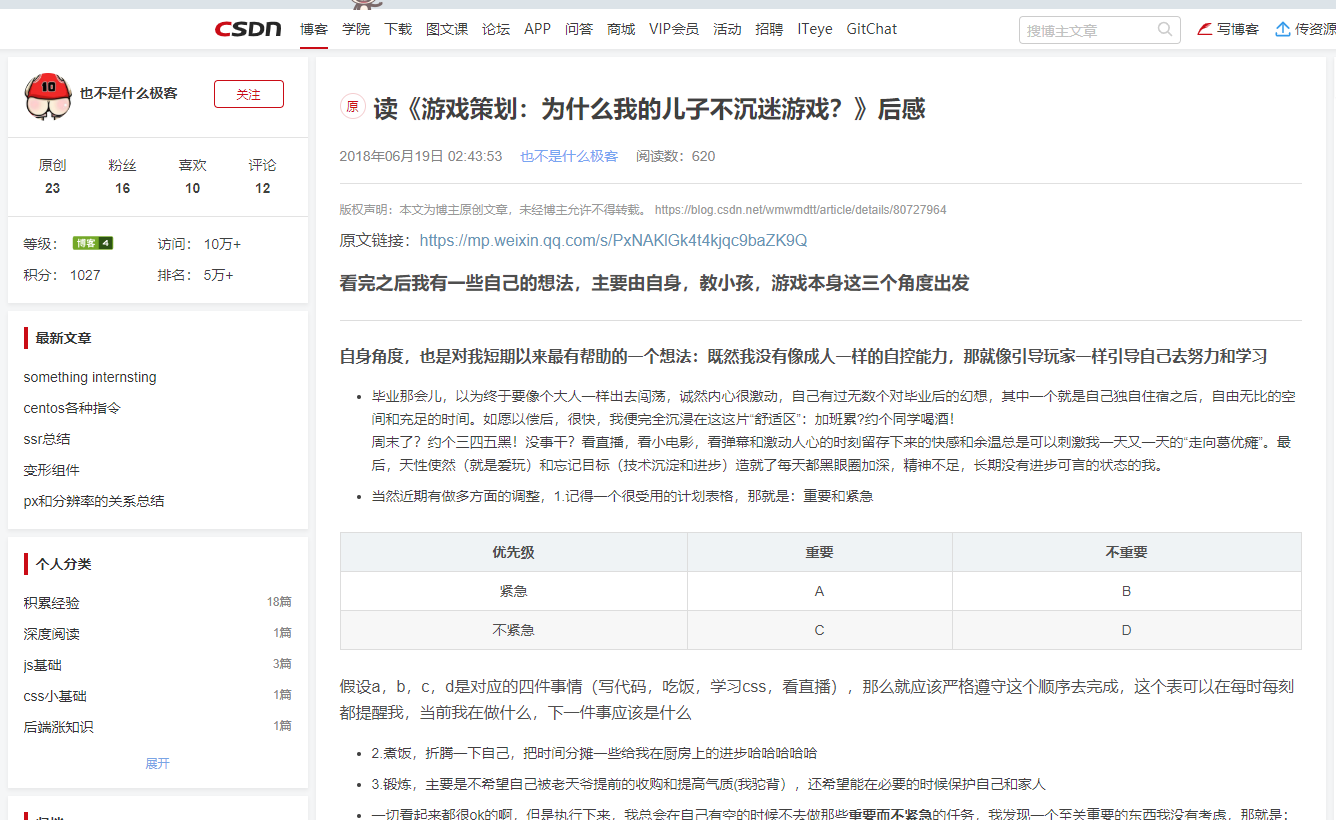 CSDN 博客 学院 下载 图文课 论坛 APP 问答 商城 VIP会员 活动 招聘 ITeye GitChat 搜博主文章 写博客 传资源
10
也不是什么极客 关注
原创 粉丝 喜欢 评论
23 16 10 12
等级： 博客 4 访问： 10万+
积分： 1027 排名： 5万+
最新文章
something internsting
centos各种指令
ssr总结
变形组件
px和分辨率的关系总结
个人分类
积累经验 18篇
深度阅读 1篇
js基础 3篇
css小基础 1篇
后端涨知识 1篇
展开
原 读《游戏策划：为什么我的儿子不沉迷游戏？》后感
2018年06月19日 02:43:53 也不是什么极客 阅读数：620
版权声明：本文为博主原创文章，未经博主允许不得转载。 https://blog.csdn.net/wmwmdtt/article/details/80727964
原文链接：https://mp.weixin.qq.com/s/PxNAKlGk4t4kjqc9baZK9Q
看完之后我有一些自己的想法，主要由自身，教小孩，游戏本身这三个角度出发
自身角度，也是对我短期以来最有帮助的一个想法：既然我没有像成人一样的自控能力，那就像引导玩家一样引导自己去努力和学习
• 毕业那会儿，以为终于要像个大人一样出去闯荡，诚然内心很激动，自己有过无数个对毕业后的幻想，其中一个就是自己独自住宿之后，自由无比的空
间和充足的时间。如愿以偿后，很快，我便完全沉浸在这这片“舒适区”：加班累?约个同学喝酒！
周末了？约个三四五黑！没事干？看直播，看小电影，看弹幕和激动人心的时刻留存下来的快感和余温总是可以刺激我一天又一天的“走向葛优瘫”。最
后，天性使然（就是爱玩）和忘记目标（技术沉淀和进步）造就了每天都黑眼圈加深，精神不足，长期没有进步可言的状态的我。
• 当然近期有做多方面的调整，1.记得一个很受用的计划表格，那就是：重要和紧急
优先级 重要 不重要
紧急 A B
不紧急 C D
假设a，b，c，d是对应的四件事情（写代码，吃饭，学习css，看直播），那么就应该严格遵守这个顺序去完成，这个表可以在每时每刻
都提醒我，当前我在做什么，下一件事应该是什么
• 2.煮饭，折腾一下自己，把时间分摊一些给我在厨房上的进步哈哈哈哈哈
• 3.锻炼，主要是不希望自己被老天爷提前的收购和提高气质(我驼背），还希望能在必要的时候保护自己和家人
• 一切看起来都很ok的啊，但是执行下来，我总会在自己有空的时候不去做那些重要而不紧急的任务，我发现一个至关重要的东西我没有考虑，那就是：